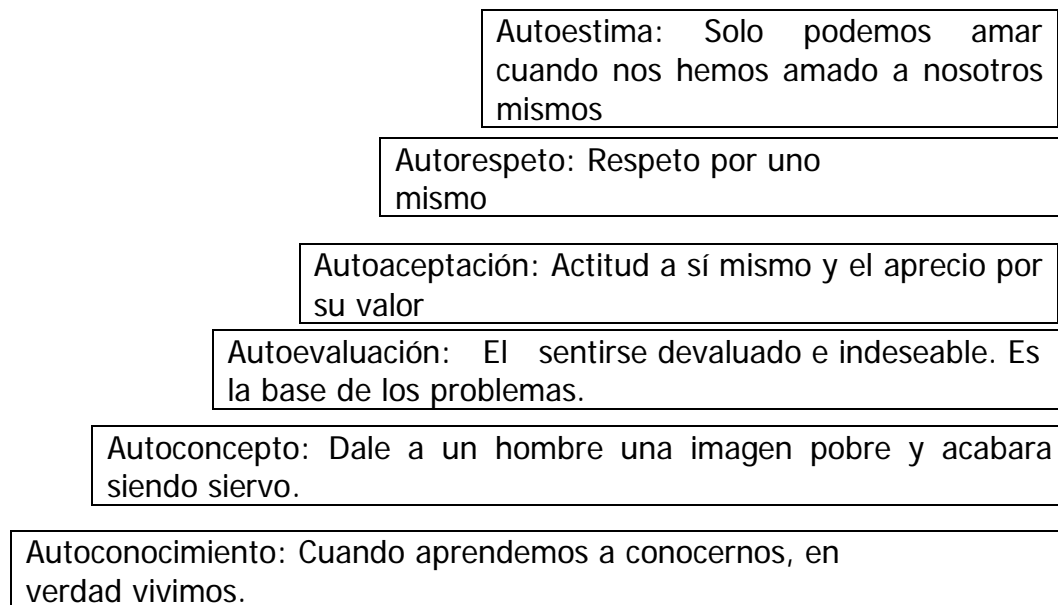 Autoestima: Solo podemos amar
cuando nos hemos amado a nosotros
mismos
Autorespeto: Respeto por uno
mismo
Autoaceptación: Actitud a sí mismo y el aprecio por
su valor
Autoevaluación: El sentirse devaluado e indeseable. Es
la base de los problemas.
Autoconcepto: Dale a un hombre una imagen pobre y acabara
siendo siervo.
Autoconocimiento: Cuando aprendemos a conocernos, en
verdad vivimos.